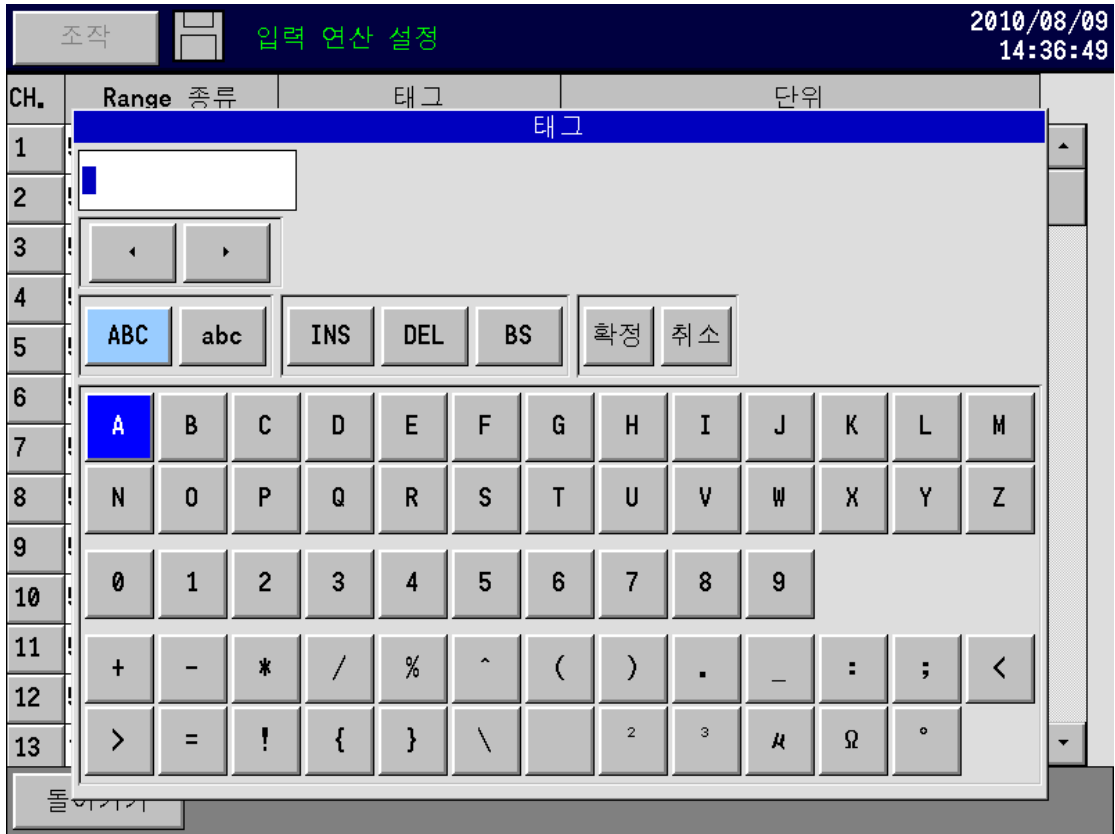 조작 입력 연산 설정 2010/08/09
14:36:49
CH. Range 종류 태그 단위
태그
1
2
3
4
ABC abc INS DEL BS 확정 취소
5
6
A B C D E F G H I J K L M
7
8
N O P Q R S T U V W X Y Z
9
0 1 2 3 4 5 6 7 8 9
10
11
+ - * / % ^ ( ) . _ : ; <
12
13
> = ! { } \ ² ³ μ Ω °